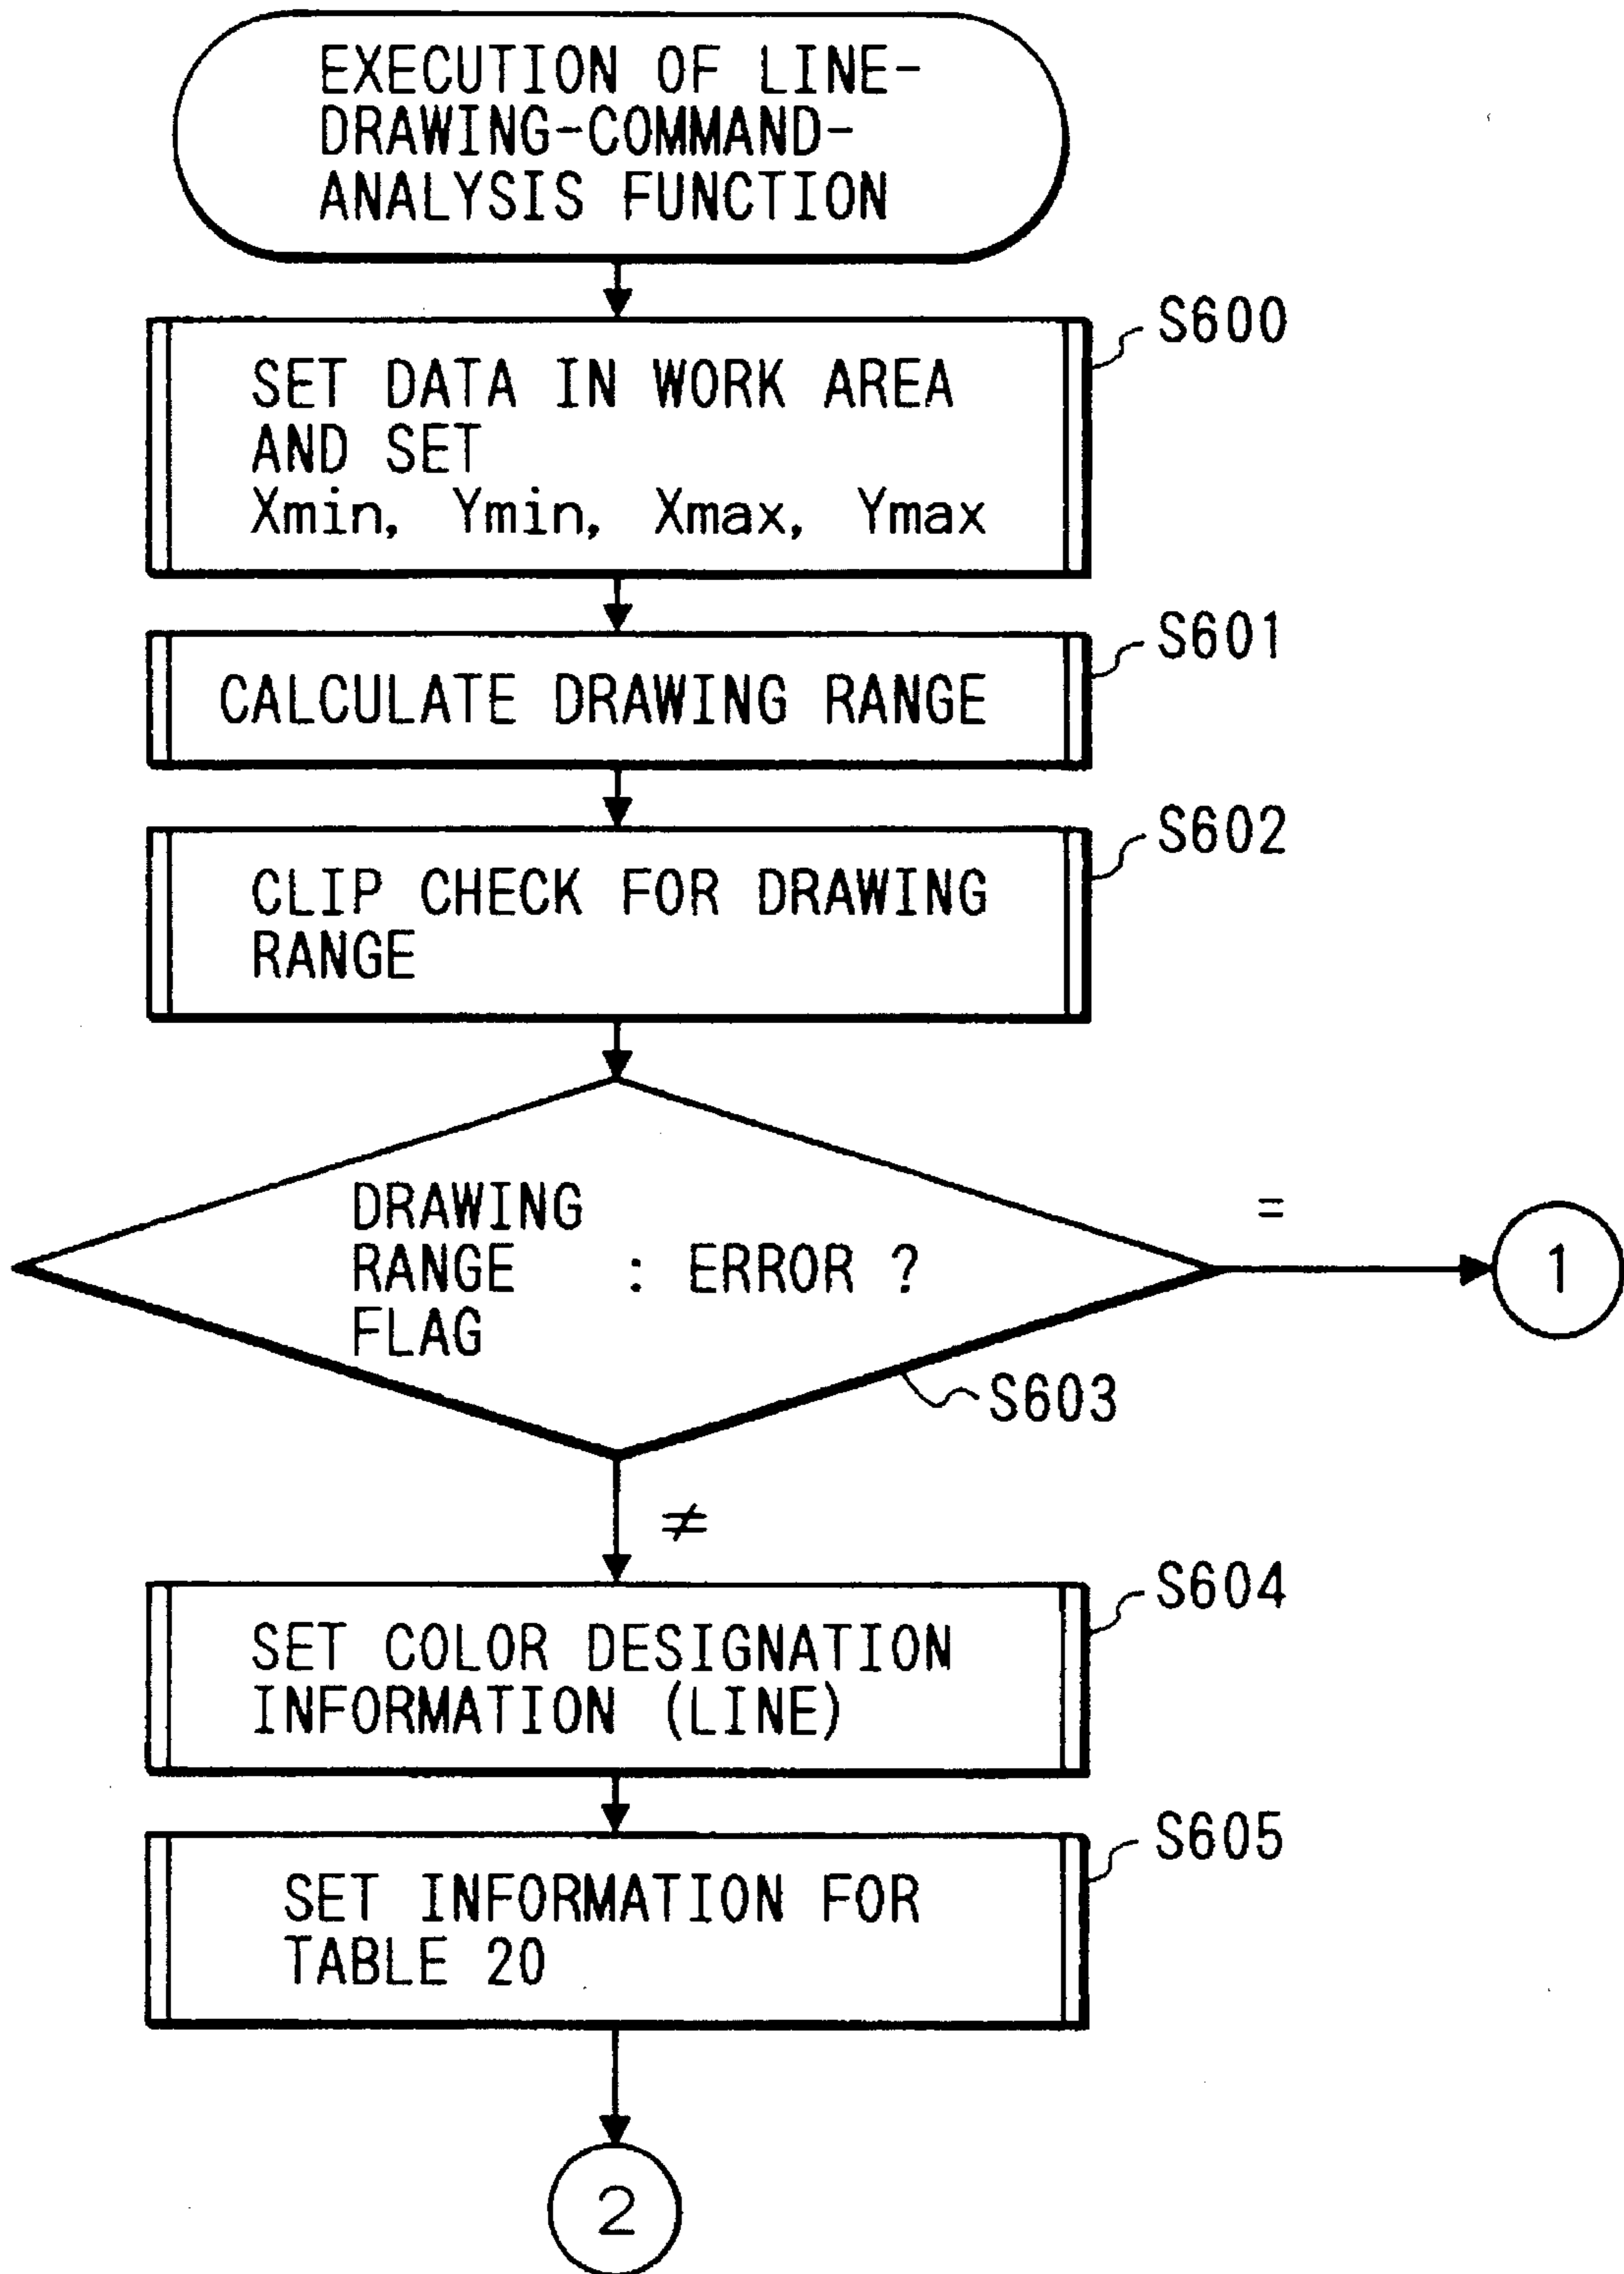 EXECUTION OF LINE-
DRAWING-COMMAND-
ANALYSIS FUNCTION
S600
SET DATA IN WORK AREA
AND SET
Xmin, Ymin, Xmax, Ymax
S601
CALCULATE DRAWING RANGE
S602
CLIP CHECK FOR DRAWING
RANGE
DRAWING
RANGE : ERROR ?
FLAG
=
1
S603
≠
S604
SET COLOR DESIGNATION
INFORMATION (LINE)
S605
SET INFORMATION FOR
TABLE 20
2